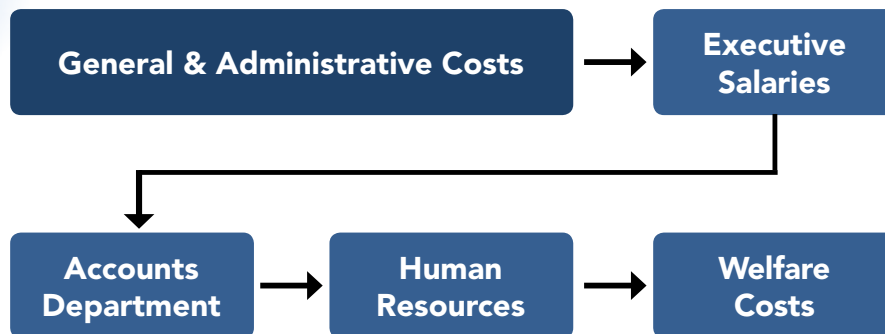 General & Administrative Costs
Executive
Salaries
Accounts
Department
Human
Resources
Welfare
Costs